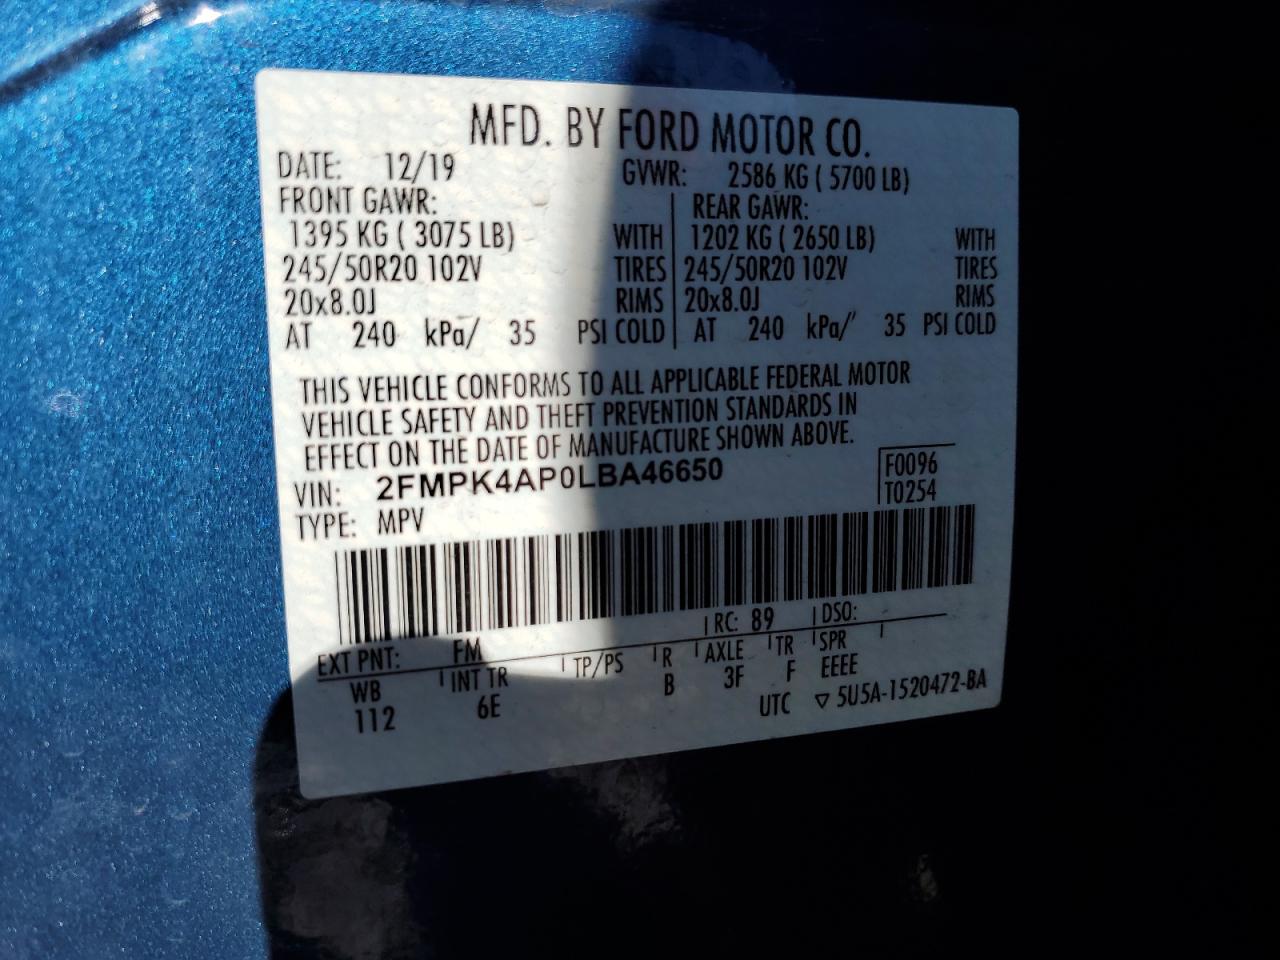 MFD. BY FORD MOTOR CO.
DATE: 12/19 GVWR: 2586 KG ( 5700 LB)
FRONT GAWR: REAR GAWR:
1395 KG ( 3075 LB) WITH 1202 KG ( 2650 LB) WITH
245/50R20 102V TIRES 245/50R20 102V TIRES
20x8.0J RIMS 20x8.0J RIMS
AT 240 kPa/ 35 PSI COLD AT 240 kPa/ 35 PSI COLD
THIS VEHICLE CONFORMS TO ALL APPLICABLE FEDERAL MOTOR
VEHICLE SAFETY AND THEFT PREVENTION STANDARDS IN
EFFECT ON THE DATE OF MANUFACTURE SHOWN ABOVE.
VIN: 2FMPK4AP0LBA46650 F0096
TYPE: MPV T0254
EXT PNT: FM RC: 89 DSO:
WB INT TR TP/PS R AXLE TR SPR
112 6E B 3F F EEEE
UTC ▽ 5U5A-1520472-BA